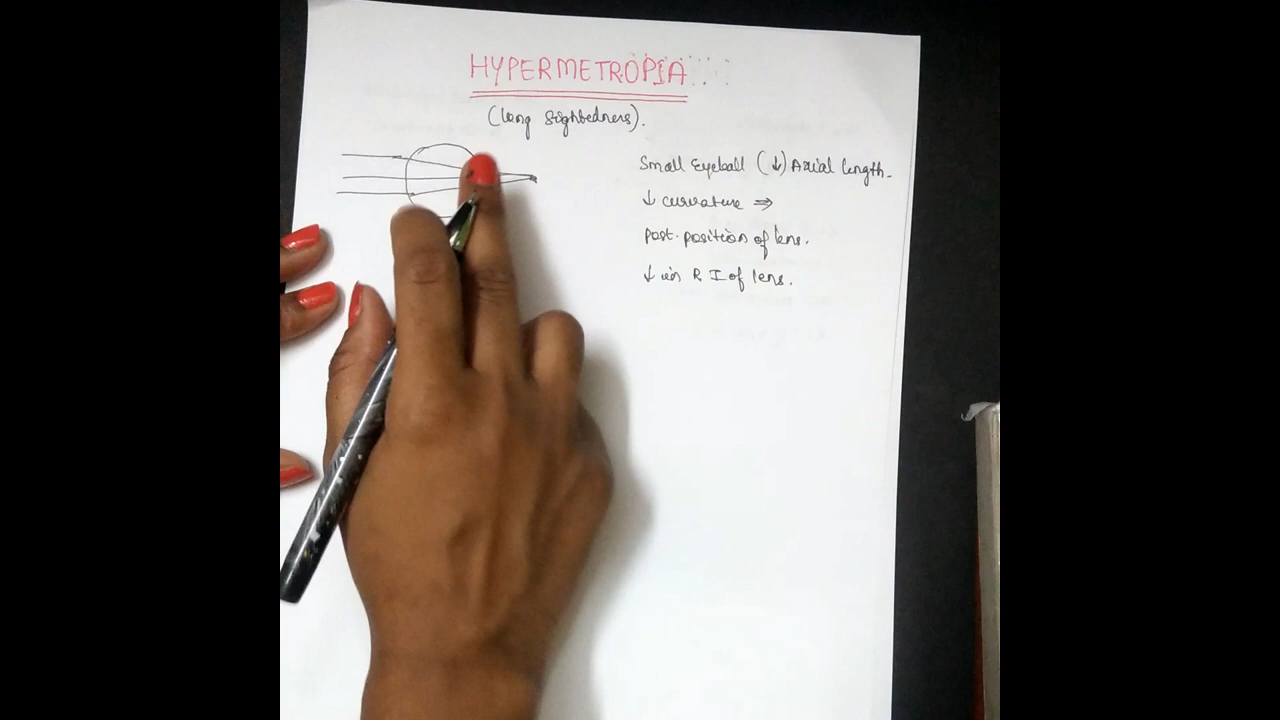 HYPERMETROPIA
(long sightedness).
Small Eyeball (↓) Axial length.
↓ curvature ⇒
post. position of lens.
↓ in R I of lens.